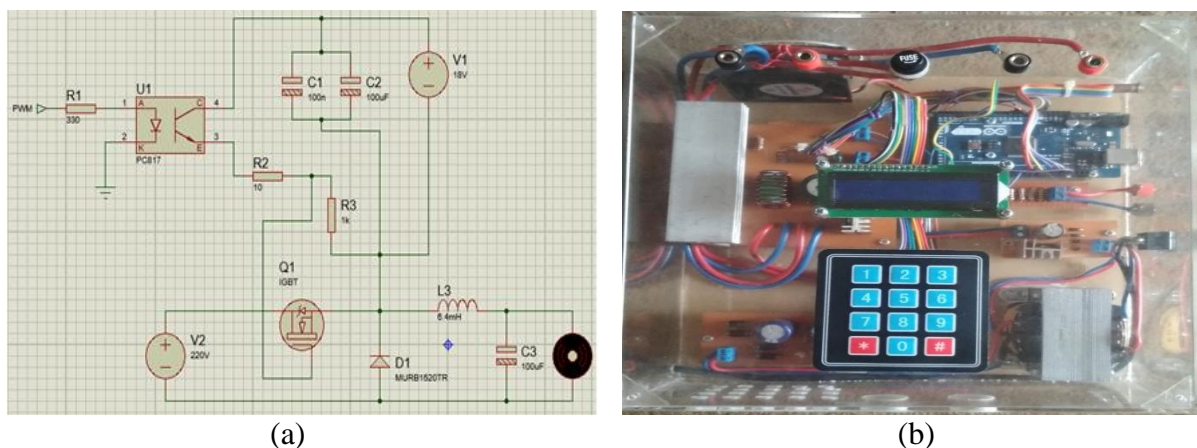 V1
18V
C1
100n
C2
100uF
U1
R1
PWM
330
A
C
1
4
2
3
K
E
PC817
R2
10
R3
1k
Q1
IGBT
L3
6.4mH
V2
220V
D1
MURB1520TR
C3
100uF
FUSE
1 2 3
4 5 6
7 8 9
* 0 #
(a) (b)